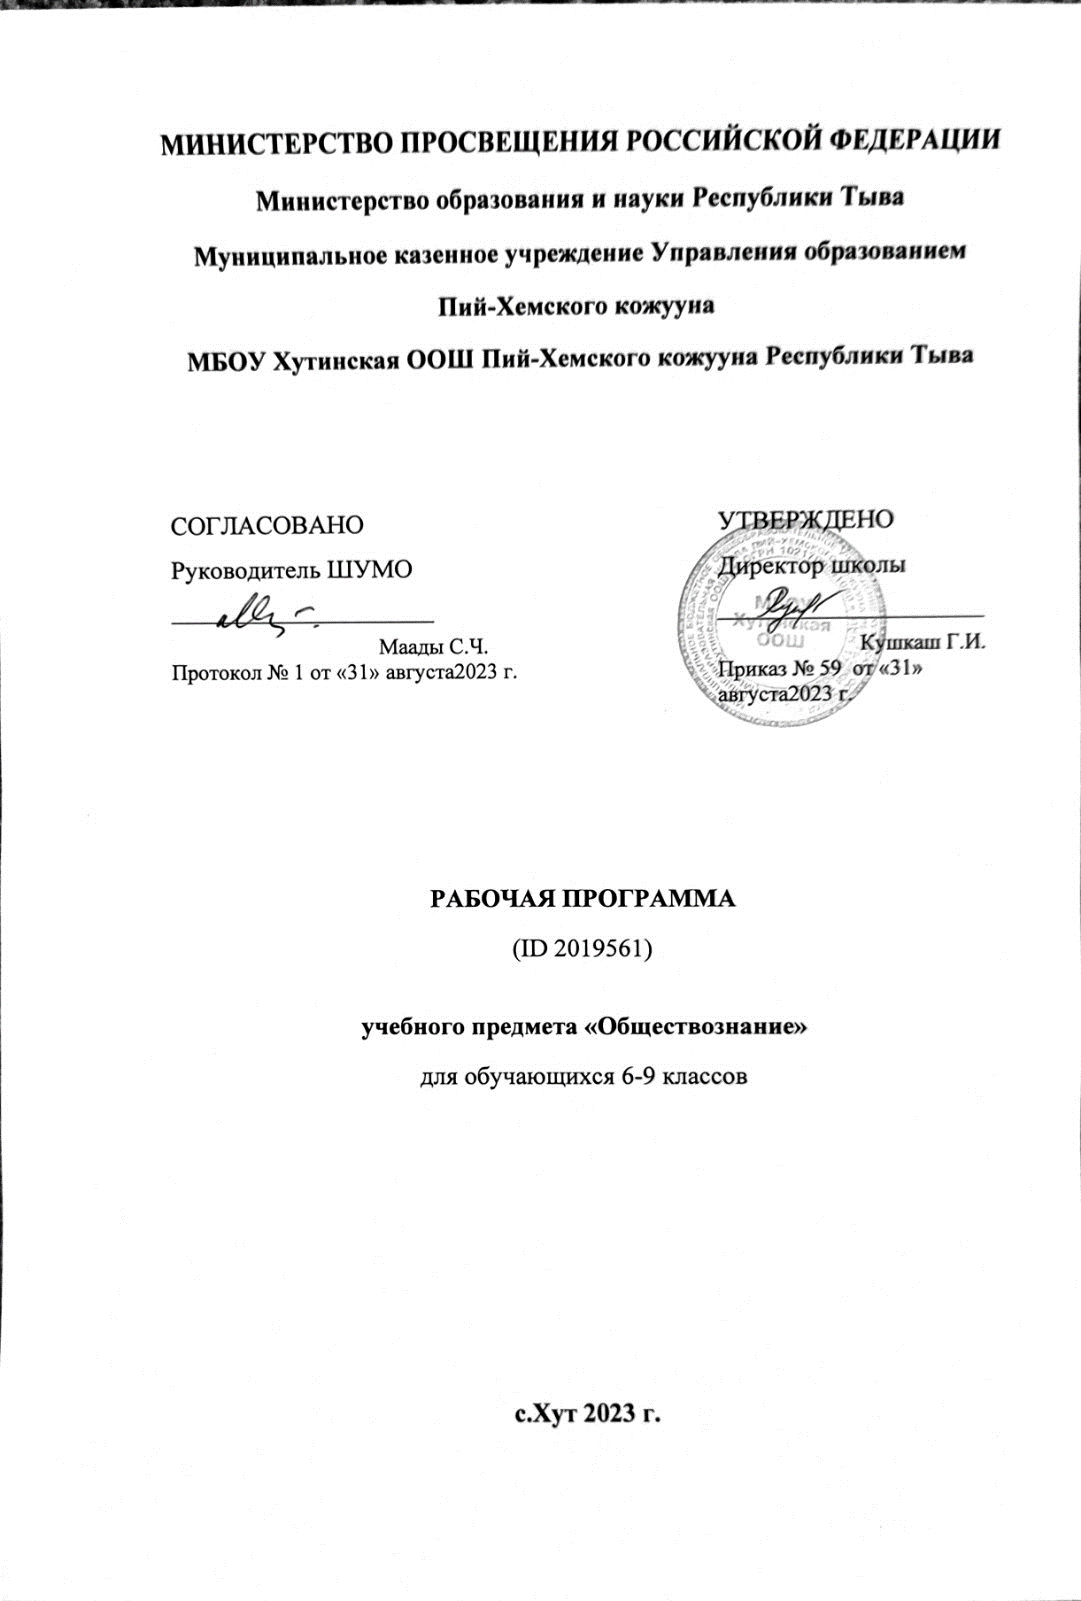 МИНИСТЕРСТВО ПРОСВЕЩЕНИЯ РОССИЙСКОЙ ФЕДЕРАЦИИ
Министерство образования и науки Республики Тыва
Муниципальное казенное учреждение Управления образованием
Пий-Хемского кожууна
МБОУ Хутинская ООШ Пий-Хемского кожууна Республики Тыва
СОГЛАСОВАНО
Руководитель ШУМО
Маады С.Ч.
Протокол № 1 от «31» августа2023 г.
УТВЕРЖДЕНО
Директор школы
МБОУ
Хутинская
ООШ
Кушкаш Г.И.
Приказ № 59 от «31»
августа2023 г.
РАБОЧАЯ ПРОГРАММА
(ID 2019561)
учебного предмета «Обществознание»
для обучающихся 6-9 классов
с.Хут 2023 г.